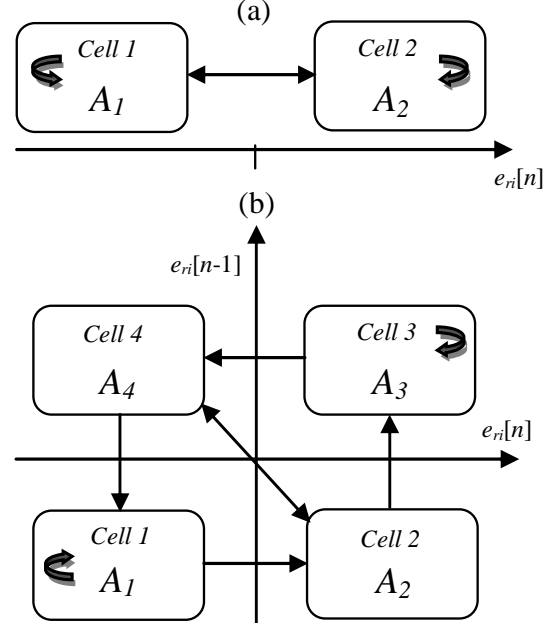 (a)
Cell 1
A1
Cell 2
A2
eri[n]
(b)
eri[n-1]
Cell 4
A4
Cell 3
A3
eri[n]
Cell 1
A1
Cell 2
A2